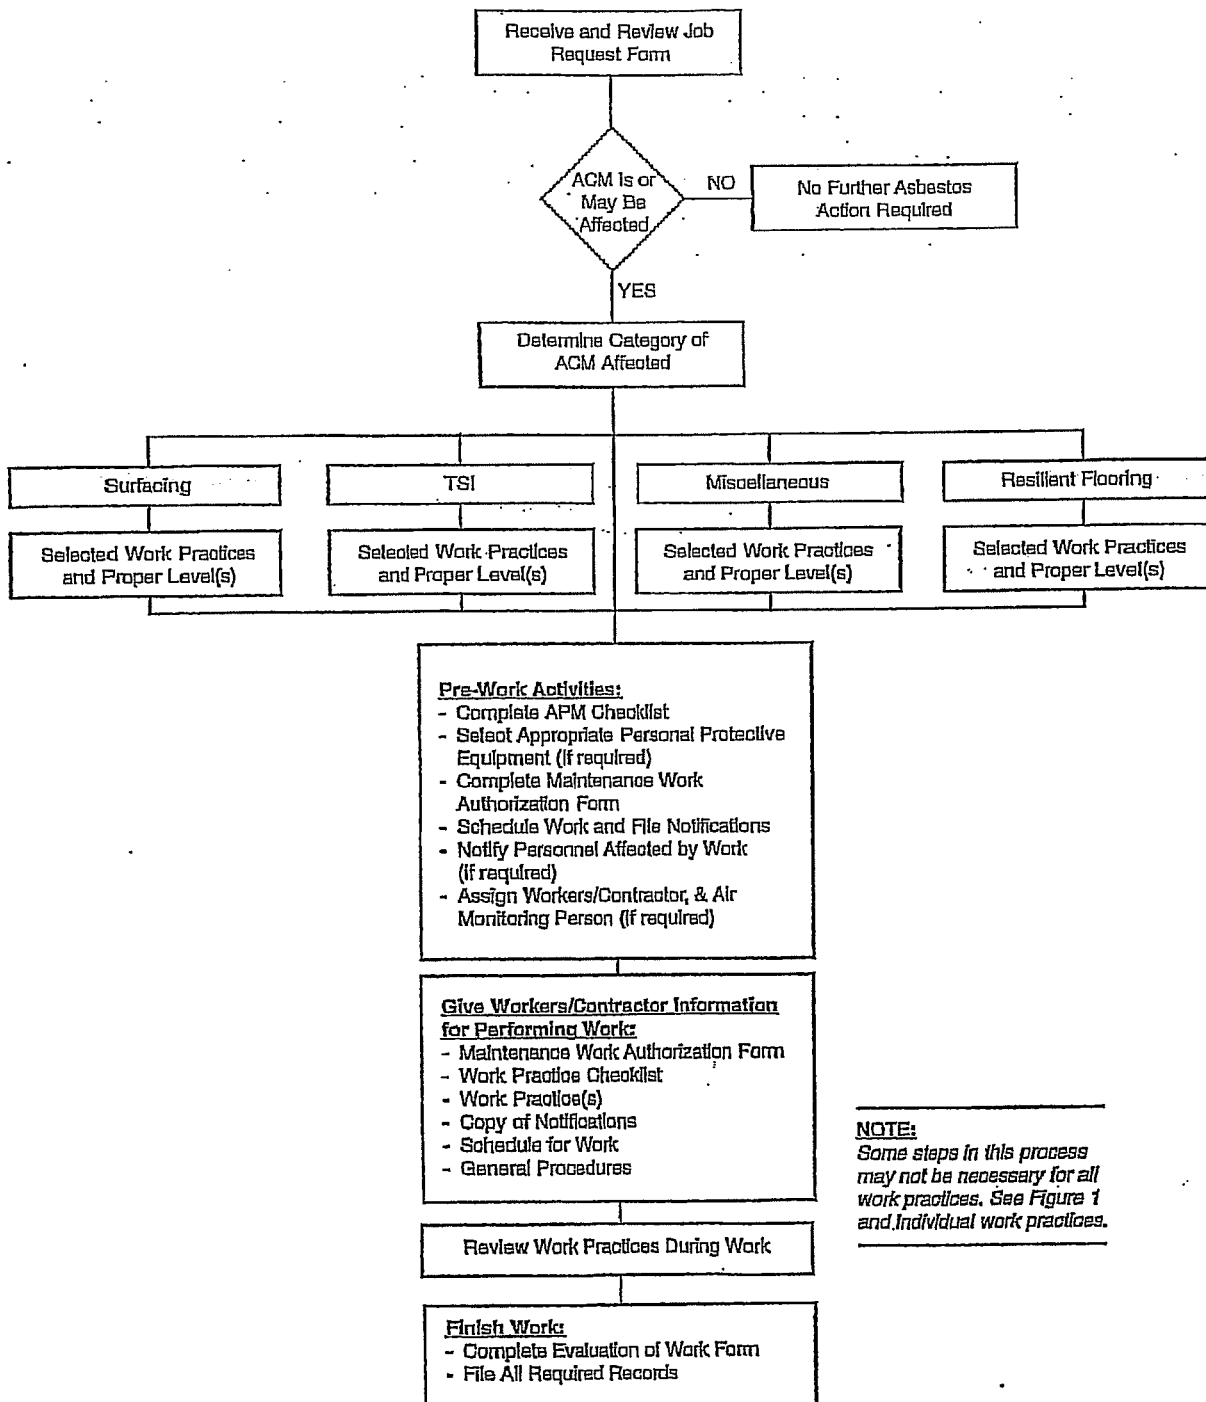 Receive and Review Job
Request Form
ACM Is or
May Be
Affected
NO
No Further Asbestos
Action Required
YES
Determine Category of
ACM Affected
Surfacing
TSI
Miscellaneous
Resilient Flooring
Selected Work Practices
and Proper Level(s)
Selected Work Practices
and Proper Level(s)
Selected Work Practices
and Proper Level(s)
Selected Work Practices
and Proper Level(s)
Pre-Work Activities:
- Complete APM Checklist
- Select Appropriate Personal Protective
Equipment (if required)
- Complete Maintenance Work
Authorization Form
- Schedule Work and File Notifications
- Notify Personnel Affected by Work
(if required)
- Assign Workers/Contractor, & Air
Monitoring Person (if required)
Give Workers/Contractor Information
for Performing Work:
- Maintenance Work Authorization Form
- Work Practice Checklist
- Work Practice(s)
- Copy of Notifications
- Schedule for Work
- General Procedures
NOTE:
Some steps in this process
may not be necessary for all
work practices. See Figure 1
and individual work practices.
Review Work Practices During Work
Finish Work:
- Complete Evaluation of Work Form
- File All Required Records